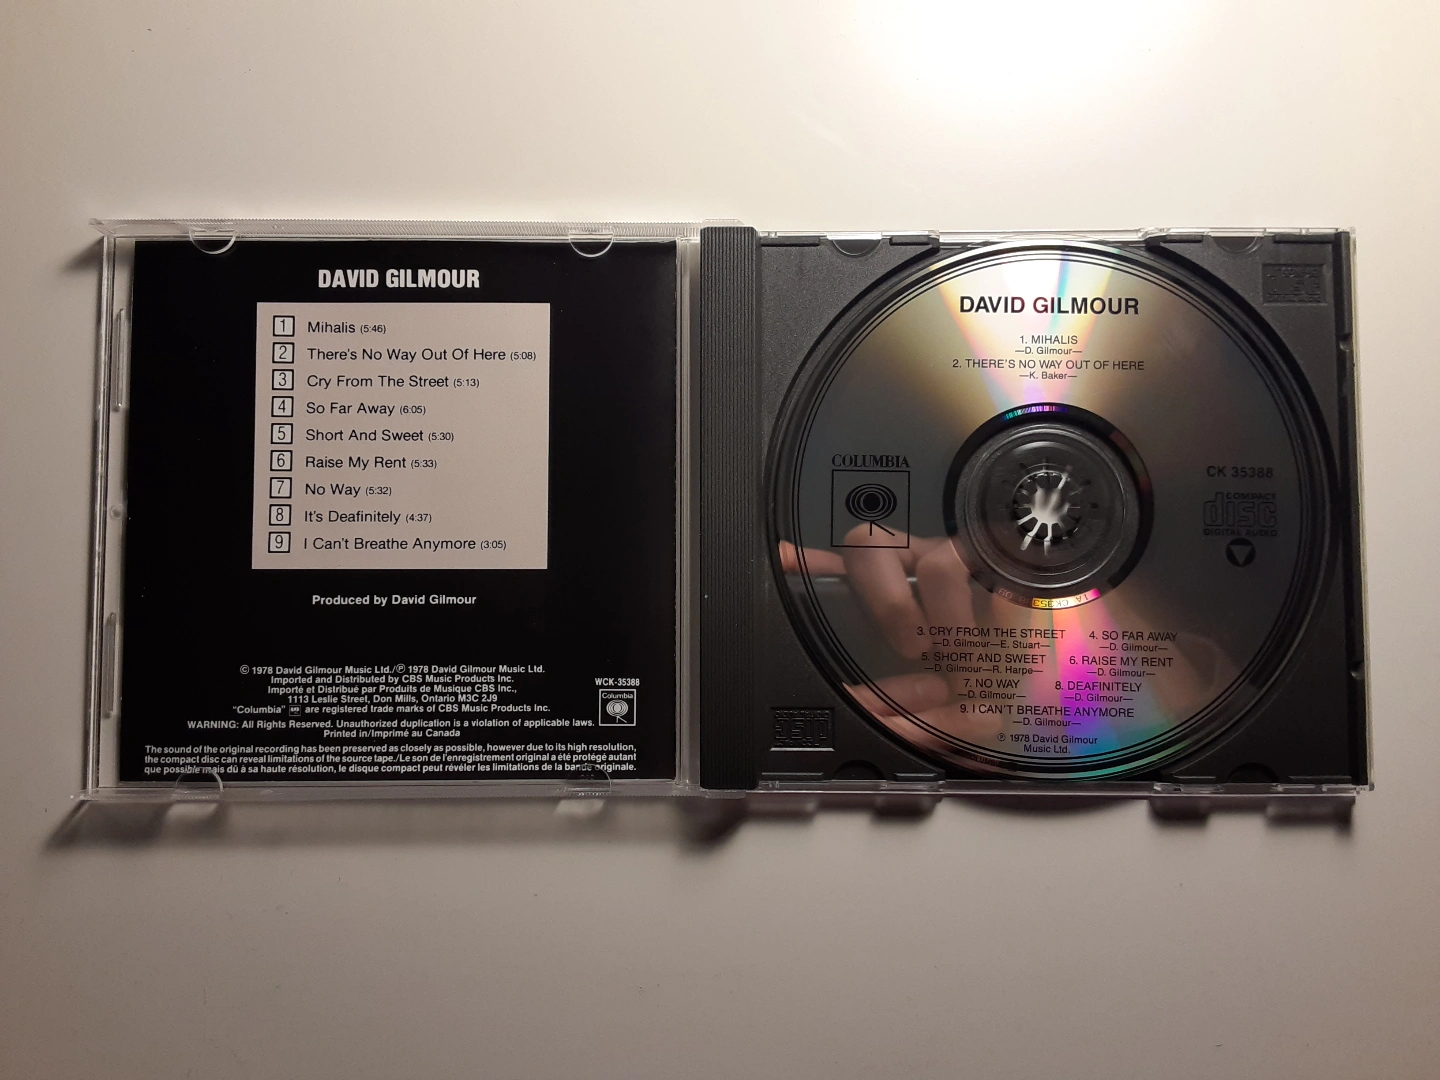 DAVID GILMOUR
1 Mihalis (5:46)
2 There's No Way Out Of Here (5:08)
3 Cry From The Street (5:13)
4 So Far Away (6:05)
5 Short And Sweet (5:30)
6 Raise My Rent (5:33)
7 No Way (5:32)
8 It's Deafinitely (4:37)
9 I Can't Breathe Anymore (3:05)
Produced by David Gilmour
© 1978 David Gilmour Music Ltd./℗ 1978 David Gilmour Music Ltd.
Imported and Distributed by CBS Music Products Inc.
Importé et Distribué par Produits de Musique CBS Inc.,
1113 Leslie Street, Don Mills, Ontario M3C 2J9
"Columbia" are registered trade marks of CBS Music Products Inc.
WARNING: All Rights Reserved. Unauthorized duplication is a violation of applicable laws.
Printed in/Imprimé au Canada
WCK-35388
Columbia
The sound of the original recording has been preserved as closely as possible, however due to its high resolution,
the compact disc can reveal limitations of the source tape./Le son de l'enregistrement original a été protégé autant
que possible mais dû à sa haute résolution, le disque compact peut révéler les limitations de la bande originale.
DAVID GILMOUR
1. MIHALIS
—D. Gilmour—
2. THERE'S NO WAY OUT OF HERE
—K. Baker—
COLUMBIA
CK 35388
COMPACT
disc
DIGITAL AUDIO
3. CRY FROM THE STREET
—D. Gilmour—E. Stuart—
4. SO FAR AWAY
—D. Gilmour—
5. SHORT AND SWEET
—D. Gilmour—R. Harpe—
6. RAISE MY RENT
—D. Gilmour—
7. NO WAY
—D. Gilmour—
8. DEAFINITELY
—D. Gilmour—
9. I CAN'T BREATHE ANYMORE
—D. Gilmour—
℗ 1978 David Gilmour
Music Ltd.